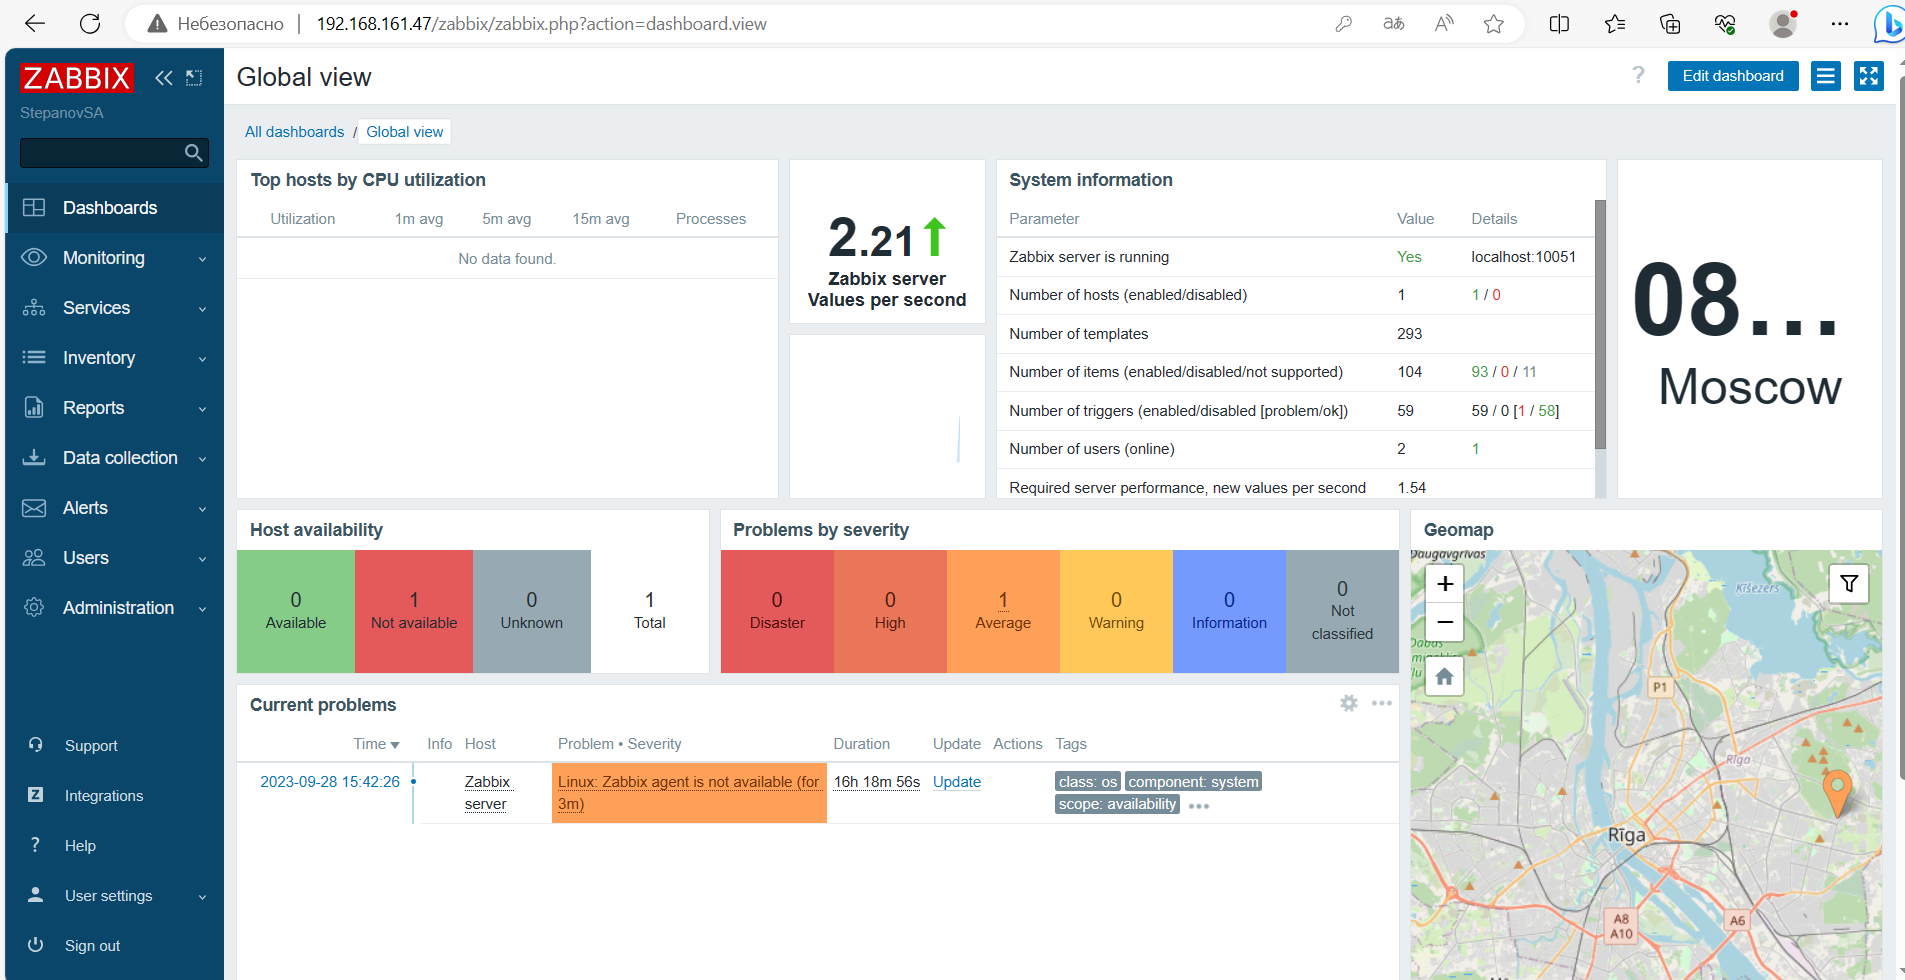 Небезопасно
192.168.161.47/zabbix/zabbix.php?action=dashboard.view
ZABBIX
StepanovSA
Dashboards
Monitoring
Services
Inventory
Reports
Data collection
Alerts
Users
Administration
Support
Integrations
Help
User settings
Sign out
Global view
? Edit dashboard
All dashboards / Global view
Top hosts by CPU utilization
Utilization 1m avg 5m avg 15m avg Processes
No data found.
2.21
Zabbix server
Values per second
System information
Parameter Value Details
Zabbix server is running Yes localhost:10051
Number of hosts (enabled/disabled) 1 1 / 0
Number of templates 293
Number of items (enabled/disabled/not supported) 104 93 / 0 / 11
Number of triggers (enabled/disabled [problem/ok]) 59 59 / 0 [1 / 58]
Number of users (online) 2 1
Required server performance, new values per second 1.54
08...
Moscow
Host availability
0 1 0 1
Available Not available Unknown Total
Problems by severity
0 0 1 0 0 0
Disaster High Average Warning Information Not
classified
Current problems
Time Info Host Problem • Severity Duration Update Actions Tags
2023-09-28 15:42:26 Zabbix Linux: Zabbix agent is not available (for 16h 18m 56s Update class: os component: system
server 3m) scope: availability
Geomap
Daugavgrīvas
Ķīšezers
P1
Rīga
Rīga
A8
A10
A6